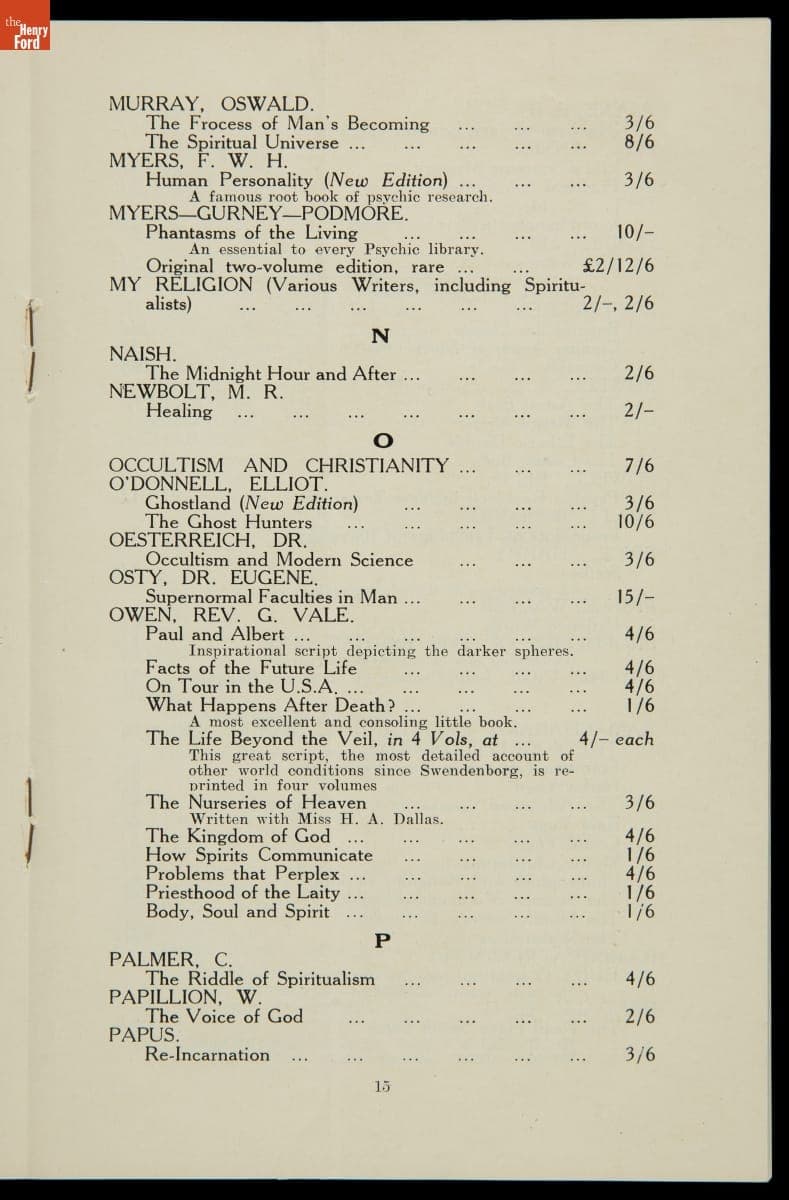 the
Henry
Ford
MURRAY, OSWALD.
The Frocess of Man's Becoming ... ... ... 3/6
The Spiritual Universe ... ... ... ... ... 8/6
MYERS, F. W. H.
Human Personality (New Edition) ... ... ... 3/6
A famous root book of psychic research.
MYERS—GURNEY—PODMORE.
Phantasms of the Living ... ... ... ... 10/-
An essential to every Psychic library.
Original two-volume edition, rare ... ... £2/12/6
MY RELIGION (Various Writers, including Spiritu-
alists) ... ... ... ... ... ... 2/-, 2/6
N
NAISH.
The Midnight Hour and After ... ... ... ... 2/6
NEWBOLT, M. R.
Healing ... ... ... ... ... ... ... 2/-
O
OCCULTISM AND CHRISTIANITY ... ... ... 7/6
O'DONNELL, ELLIOT.
Ghostland (New Edition) ... ... ... ... 3/6
The Ghost Hunters ... ... ... ... ... 10/6
OESTERREICH, DR.
Occultism and Modern Science ... ... ... 3/6
OSTY, DR. EUGENE.
Supernormal Faculties in Man ... ... ... ... 15/-
OWEN, REV. G. VALE.
Paul and Albert ... ... ... ... ... ... 4/6
Inspirational script depicting the darker spheres.
Facts of the Future Life ... ... ... ... 4/6
On Tour in the U.S.A. ... ... ... ... ... 4/6
What Happens After Death? ... ... ... ... 1/6
A most excellent and consoling little book.
The Life Beyond the Veil, in 4 Vols, at ... 4/- each
This great script, the most detailed account of
other world conditions since Swendenborg, is re-
printed in four volumes
The Nurseries of Heaven ... ... ... ... 3/6
Written with Miss H. A. Dallas.
The Kingdom of God ... ... ... ... ... 4/6
How Spirits Communicate ... ... ... ... 1/6
Problems that Perplex ... ... ... ... ... 4/6
Priesthood of the Laity ... ... ... ... ... 1/6
Body, Soul and Spirit ... ... ... ... ... 1/6
P
PALMER, C.
The Riddle of Spiritualism ... ... ... ... 4/6
PAPILLION, W.
The Voice of God ... ... ... ... ... 2/6
PAPUS.
Re-Incarnation ... ... ... ... ... ... 3/6
15